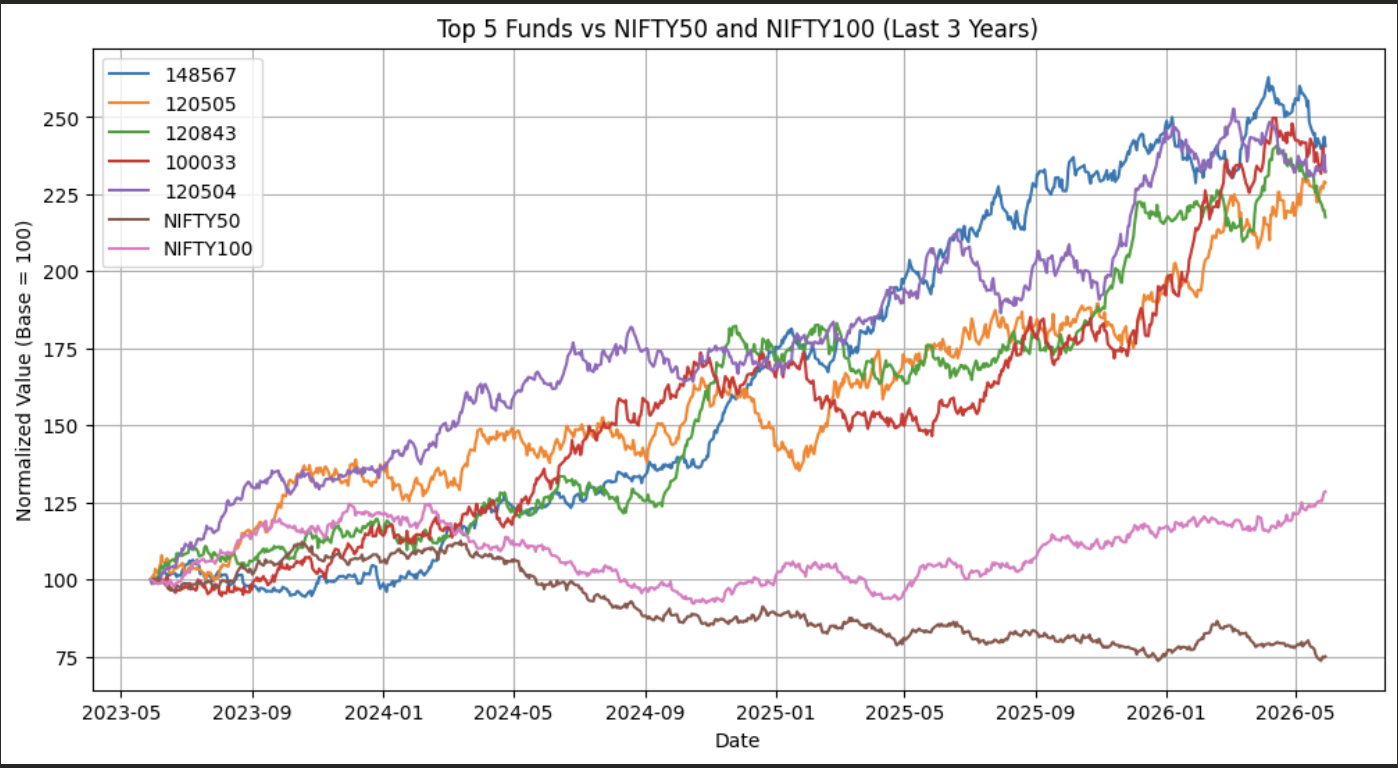 Top 5 Funds vs NIFTY50 and NIFTY100 (Last 3 Years)
148567
120505
120843
100033
120504
NIFTY50
NIFTY100
Normalized Value (Base = 100)
250
225
200
175
150
125
100
75
2023-05 2023-09 2024-01 2024-05 2024-09 2025-01 2025-05 2025-09 2026-01 2026-05
Date